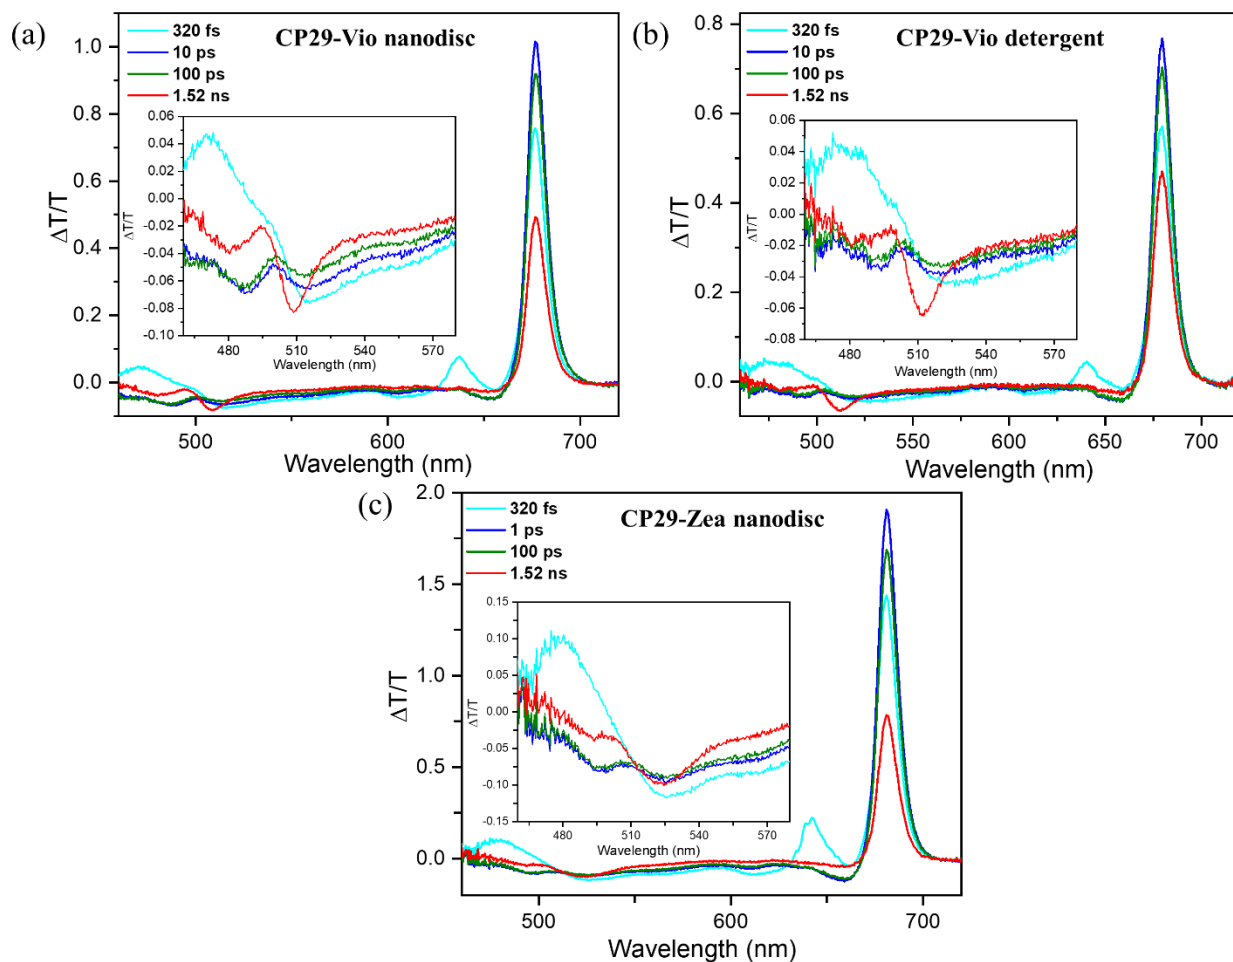 (a)
CP29-Vio nanodisc
320 fs
10 ps
100 ps
1.52 ns
1.0
0.8
0.6
0.4
0.2
0.0
ΔT/T
0.06
0.04
0.02
0.00
-0.02
-0.04
-0.06
-0.08
-0.10
ΔT/T
480 510 540 570
Wavelength (nm)
500 600 700
Wavelength (nm)
(b)
CP29-Vio detergent
320 fs
10 ps
100 ps
1.52 ns
0.8
0.6
0.4
0.2
0.0
ΔT/T
0.06
0.04
0.02
0.00
-0.02
-0.04
-0.06
-0.08
ΔT/T
480 510 540 570
Wavelength (nm)
500 550 600 650 700
Wavelength (nm)
(c)
CP29-Zea nanodisc
320 fs
1 ps
100 ps
1.52 ns
2.0
1.5
1.0
0.5
0.0
ΔT/T
0.15
0.10
0.05
0.00
-0.05
-0.10
-0.15
ΔT/T
480 510 540 570
Wavelength (nm)
500 600 700
Wavelength (nm)